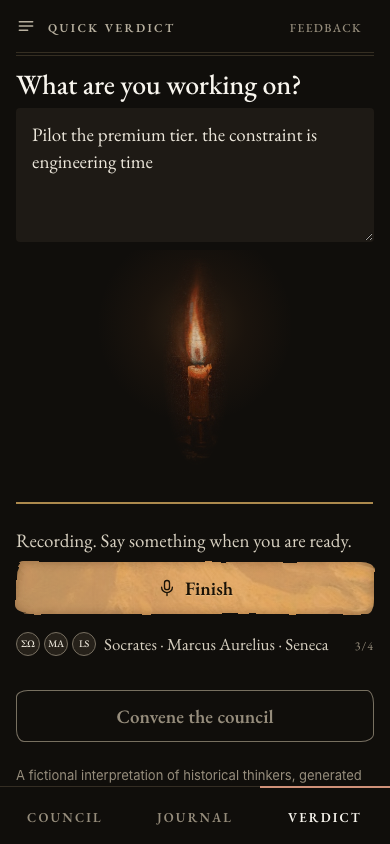 QUICK VERDICT
FEEDBACK
What are you working on?
Pilot the premium tier. the constraint is
engineering time
Recording. Say something when you are ready.
Finish
ΣΩ MA LS Socrates · Marcus Aurelius · Seneca 3/4
Convene the council
A fictional interpretation of historical thinkers, generated
COUNCIL JOURNAL VERDICT